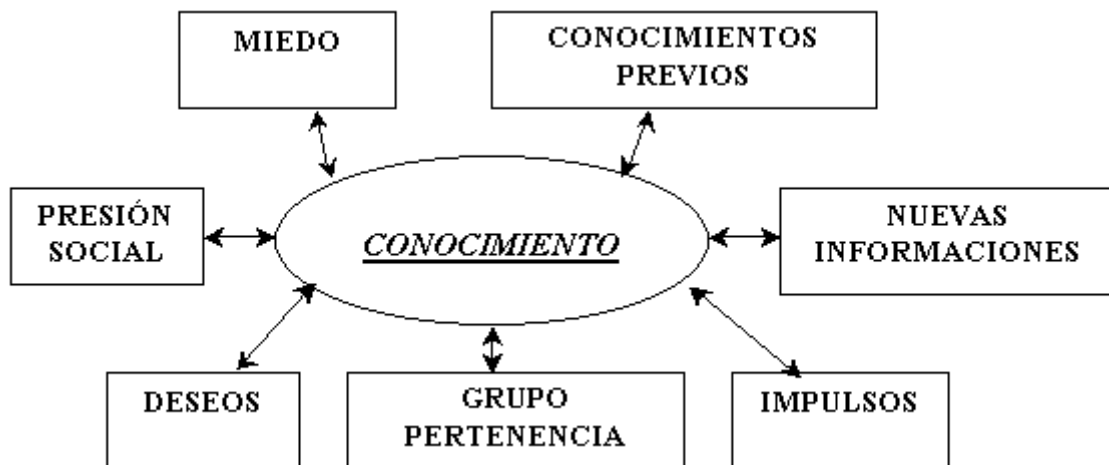 MIEDO
CONOCIMIENTOS
PREVIOS
PRESIÓN
SOCIAL
CONOCIMIENTO
NUEVAS
INFORMACIONES
DESEOS
GRUPO
PERTENENCIA
IMPULSOS